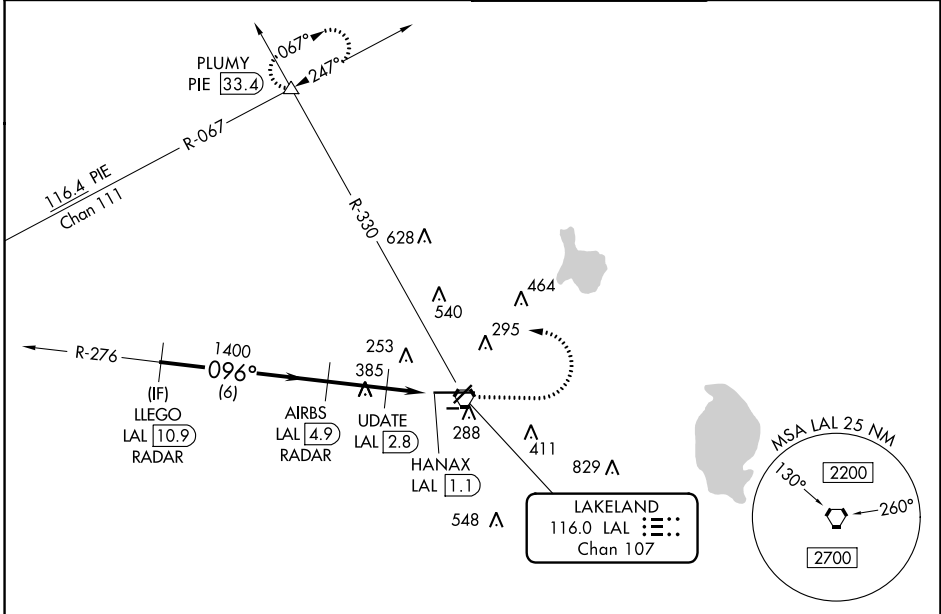 067°
247°
PLUMY
PIE 33.4
R-067
116.4 PIE
Chan 111
R-330
628
540
464
295
R-276
1400
096°
(6)
253
385
(IF)
LLEGO
LAL 10.9
RADAR
AIRBS
LAL 4.9
RADAR
UDATE
LAL 2.8
HANAX
LAL 1.1
288
411
829
548
LAKELAND
116.0 LAL
Chan 107
MSA LAL 25 NM
130°
2200
260°
2700